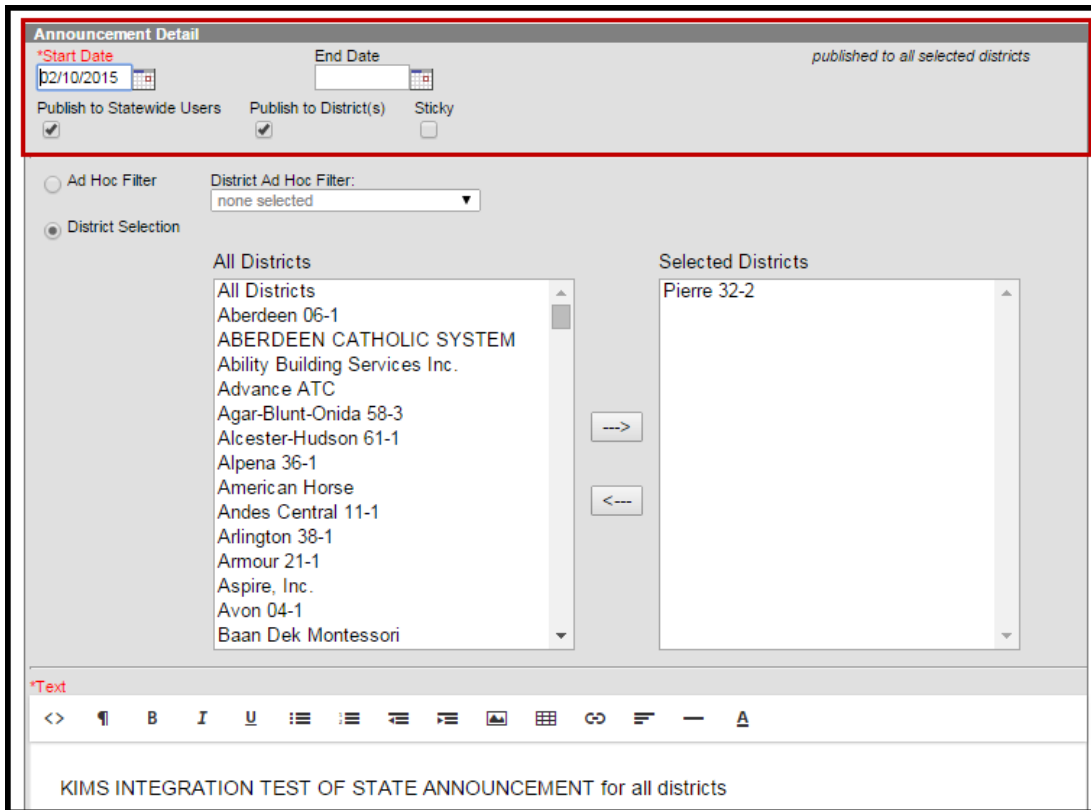 Announcement Detail
*Start Date End Date published to all selected districts
02/10/2015
Publish to Statewide Users Publish to District(s) Sticky
Ad Hoc Filter District Ad Hoc Filter:
none selected
District Selection
All Districts Selected Districts
All Districts Pierre 32-2
Aberdeen 06-1
ABERDEEN CATHOLIC SYSTEM
Ability Building Services Inc.
Advance ATC
Agar-Blunt-Onida 58-3
--->
Alcester-Hudson 61-1
Alpena 36-1
American Horse
<---
Andes Central 11-1
Arlington 38-1
Armour 21-1
Aspire, Inc.
Avon 04-1
Baan Dek Montessori
*Text
<> ¶ B I U A
KIMS INTEGRATION TEST OF STATE ANNOUNCEMENT for all districts